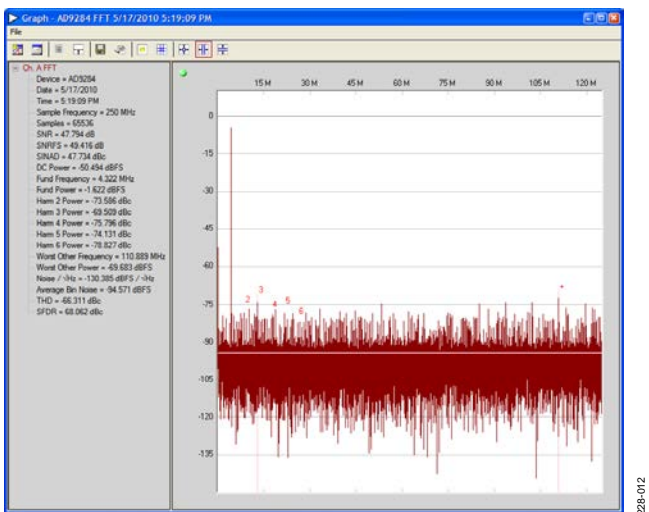 Graph - AD9284 FFT 5/17/2010 5:19:09 PM
File
Ch. A FFT
Device = AD9284
Date = 5/17/2010
Time = 5:19:09 PM
Sample Frequency = 250 MHz
Samples = 65536
SNR = 47.794 dB
SNRFS = 49.416 dB
SINAD = 47.734 dBc
DC Power = -50.494 dBFS
Fund Frequency = 4.322 MHz
Fund Power = -1.622 dBFS
Harm 2 Power = -73.586 dBc
Harm 3 Power = -69.509 dBc
Harm 4 Power = -75.796 dBc
Harm 5 Power = -74.131 dBc
Harm 6 Power = -78.827 dBc
Worst Other Frequency = 110.889 MHz
Worst Other Power = -69.683 dBFS
Noise / √Hz = -130.385 dBFS / √Hz
Average Bin Noise = -94.571 dBFS
THD = -66.311 dBc
SFDR = 68.062 dBc
15 M 30 M 45 M 60 M 75 M 90 M 105 M 120 M
0
-15
-30
-45
-60
-75
-90
-105
-120
-135
2 3 4 5 6 +
228-012